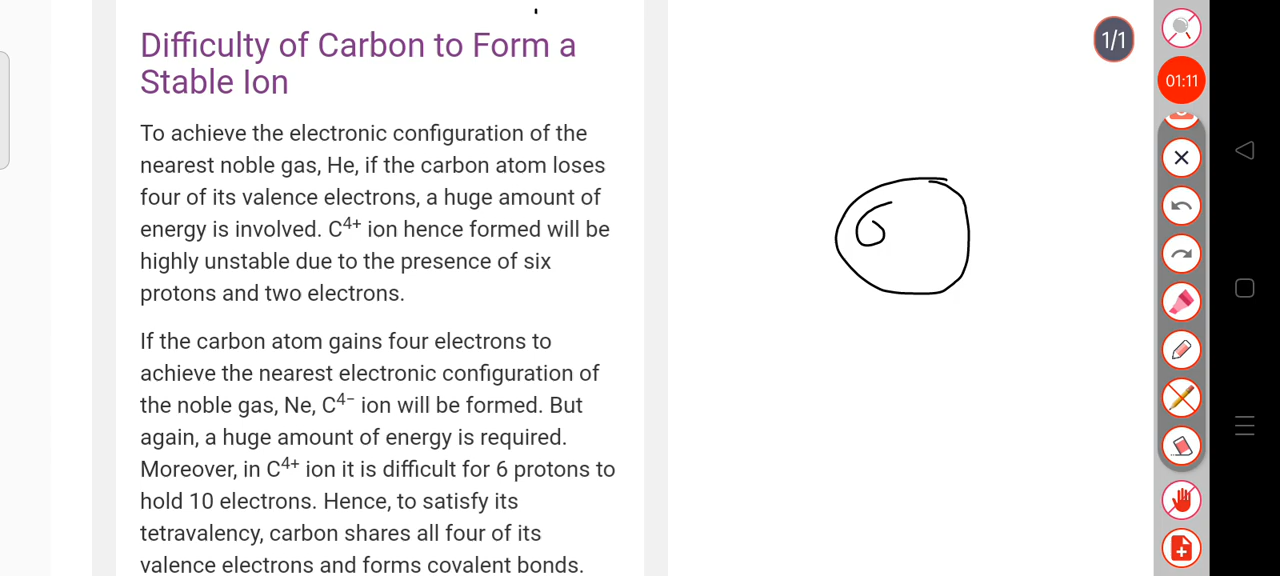 Difficulty of Carbon to Form a
Stable Ion
To achieve the electronic configuration of the
nearest noble gas, He, if the carbon atom loses
four of its valence electrons, a huge amount of
energy is involved. C⁴⁺ ion hence formed will be
highly unstable due to the presence of six
protons and two electrons.
If the carbon atom gains four electrons to
achieve the nearest electronic configuration of
the noble gas, Ne, C⁴⁻ ion will be formed. But
again, a huge amount of energy is required.
Moreover, in C⁴⁺ ion it is difficult for 6 protons to
hold 10 electrons. Hence, to satisfy its
tetravalency, carbon shares all four of its
valence electrons and forms covalent bonds.
1/1
01:11